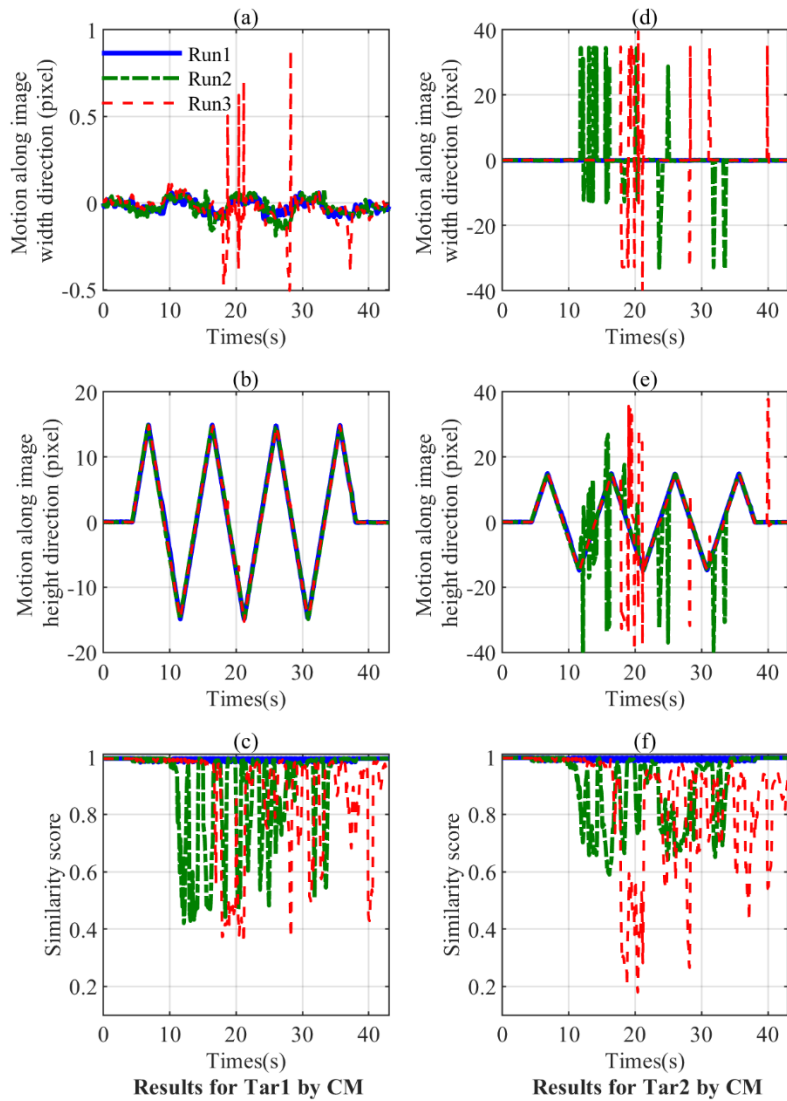 (a)
1
0.5
0
-0.5
Run1
Run2
Run3
Motion along image
width direction (pixel)
0 10 20 30 40
Times(s)
(d)
40
20
0
-20
-40
Motion along image
width direction (pixel)
0 10 20 30 40
Times(s)
(b)
20
10
0
-10
-20
Motion along image
height direction (pixel)
0 10 20 30 40
Times(s)
(e)
40
20
0
-20
-40
Motion along image
height direction (pixel)
0 10 20 30 40
Times(s)
(c)
1
0.8
0.6
0.4
0.2
Similarity score
0 10 20 30 40
Times(s)
Results for Tar1 by CM
(f)
1
0.8
0.6
0.4
0.2
Similarity score
0 10 20 30 40
Times(s)
Results for Tar2 by CM